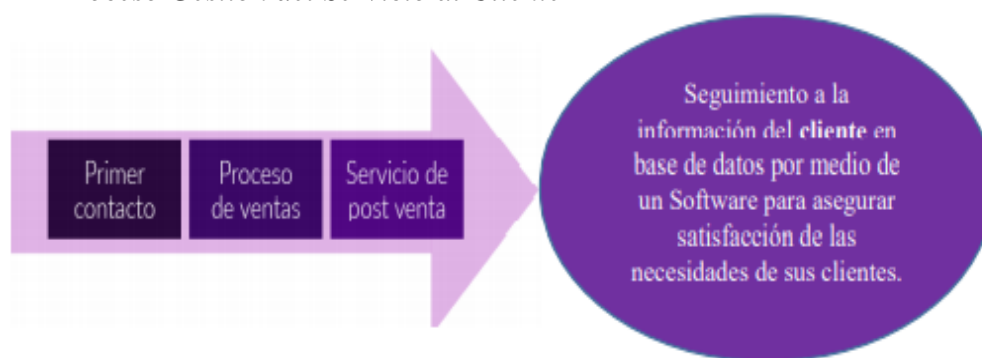 Primer
contacto
Proceso
de ventas
Servicio de
post venta
Seguimiento a la
información del cliente en
base de datos por medio de
un Software para asegurar
satisfacción de las
necesidades de sus clientes.